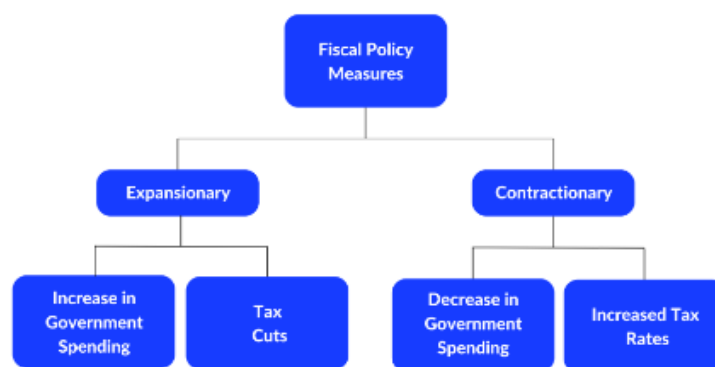 Fiscal Policy
Measures
Expansionary
Contractionary
Increase in
Government
Spending
Tax
Cuts
Decrease in
Government
Spending
Increased Tax
Rates